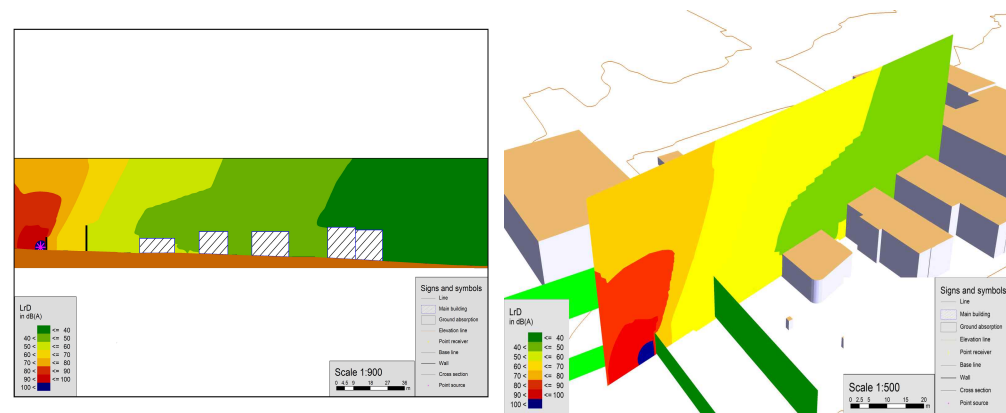 LrD
in dB(A)
<= 40
40 < <= 50
50 < <= 60
60 < <= 70
70 < <= 80
80 < <= 90
90 < <= 100
100 <
Signs and symbols
Line
Main building
Ground absorption
Elevation line
Point receiver
Base line
Wall
Cross section
Point source
Scale 1:900
0 4.5 9 18 27 36
m
LrD
in dB(A)
<= 40
40 < <= 50
50 < <= 60
60 < <= 70
70 < <= 80
80 < <= 90
90 < <= 100
100 <
Scale 1:500
0 2.5 5 10 15 20
m
Signs and symbols
Line
Main building
Ground absorption
Elevation line
Point receiver
Base line
Wall
Cross section
Point source